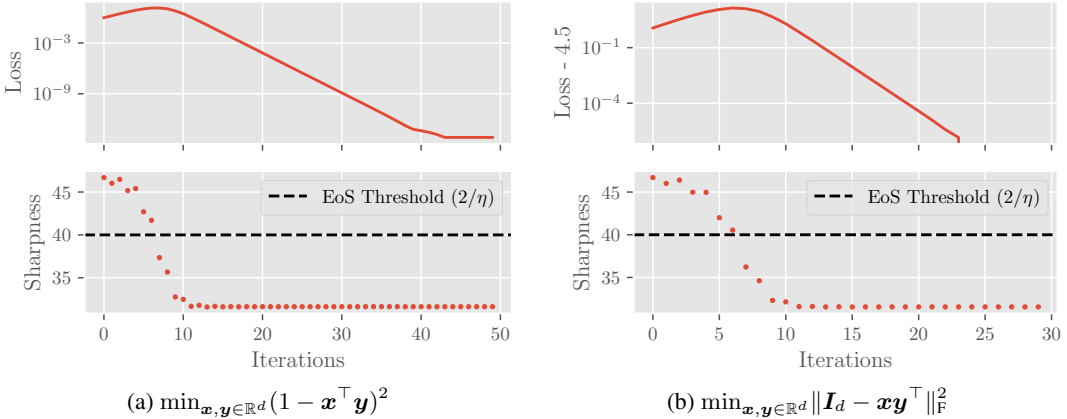 Loss
10⁻³
10⁻⁹
Sharpness
45
40
35
EoS Threshold (2/η)
0 10 20 30 40 50
Iterations
(a) min_{x,y∈ℝ^d}(1 − x^⊤y)²
Loss - 4.5
10⁻¹
10⁻⁴
Sharpness
45
40
35
EoS Threshold (2/η)
0 5 10 15 20 25 30
Iterations
(b) min_{x,y∈ℝ^d}‖I_d − xy^⊤‖²_F